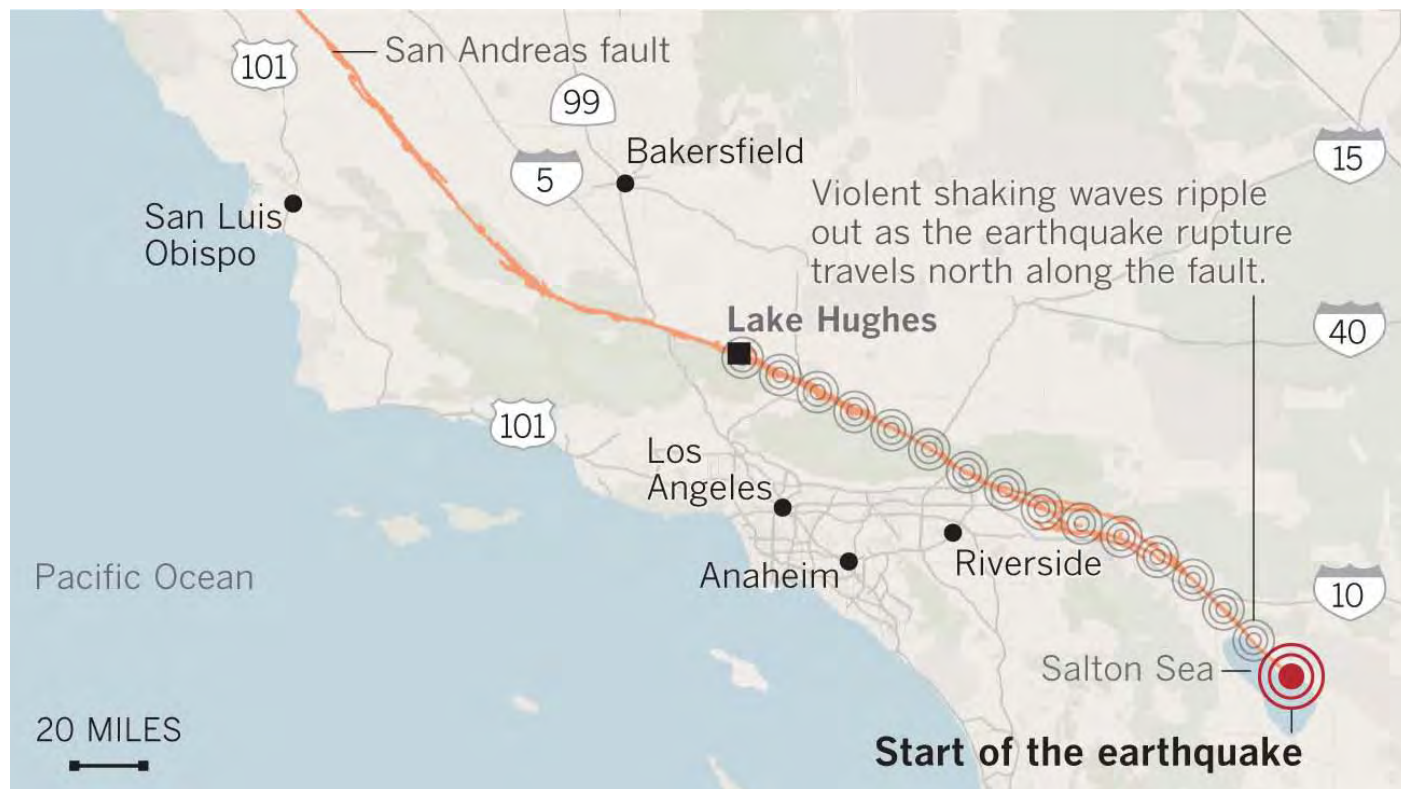 San Andreas fault
101
99
Bakersfield
5
15
Violent shaking waves ripple
out as the earthquake rupture
travels north along the fault.
San Luis
Obispo
Lake Hughes
40
101
Los
Angeles
Anaheim
Riverside
Pacific Ocean
10
Salton Sea
20 MILES
Start of the earthquake